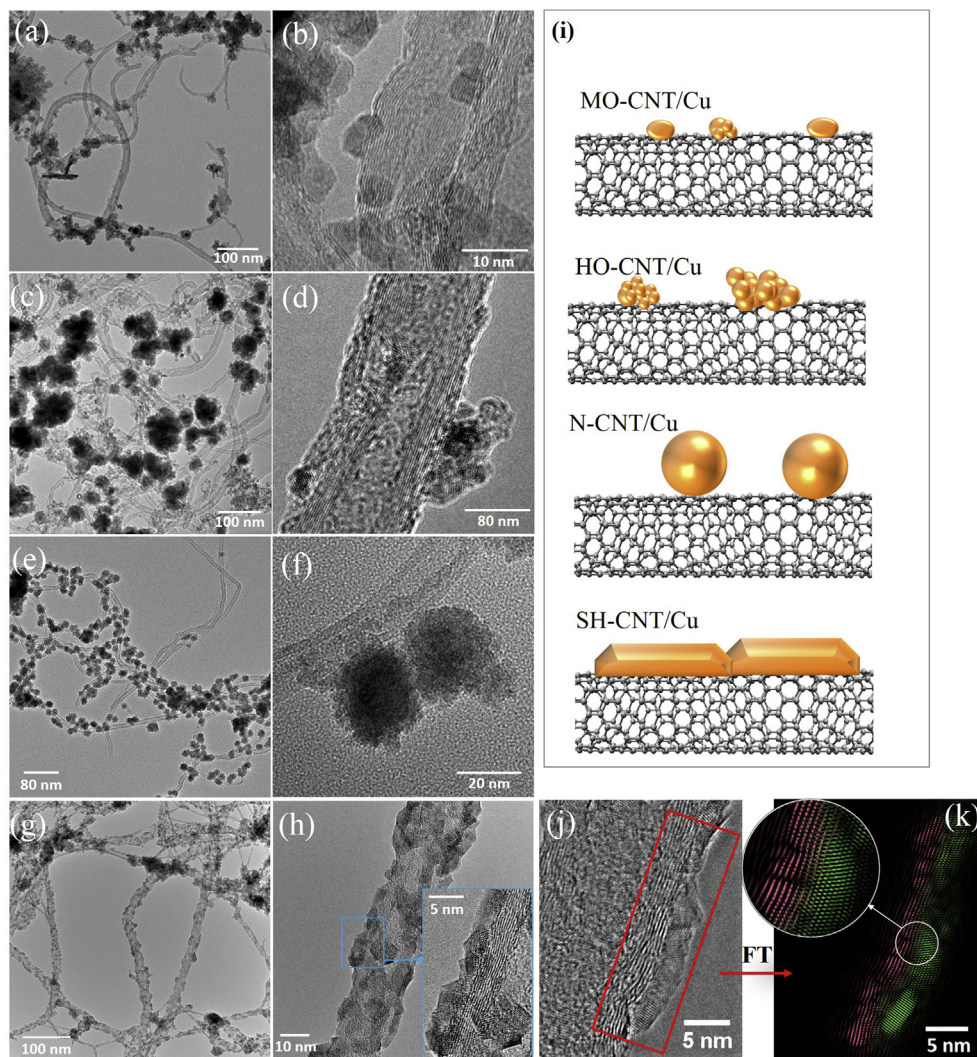 (a)
100 nm
(b)
10 nm
(i)
MO-CNT/Cu
HO-CNT/Cu
N-CNT/Cu
SH-CNT/Cu
(c)
100 nm
(d)
80 nm
(e)
80 nm
(f)
20 nm
(g)
100 nm
(h)
5 nm
10 nm
(j)
5 nm
FT
(k)
5 nm